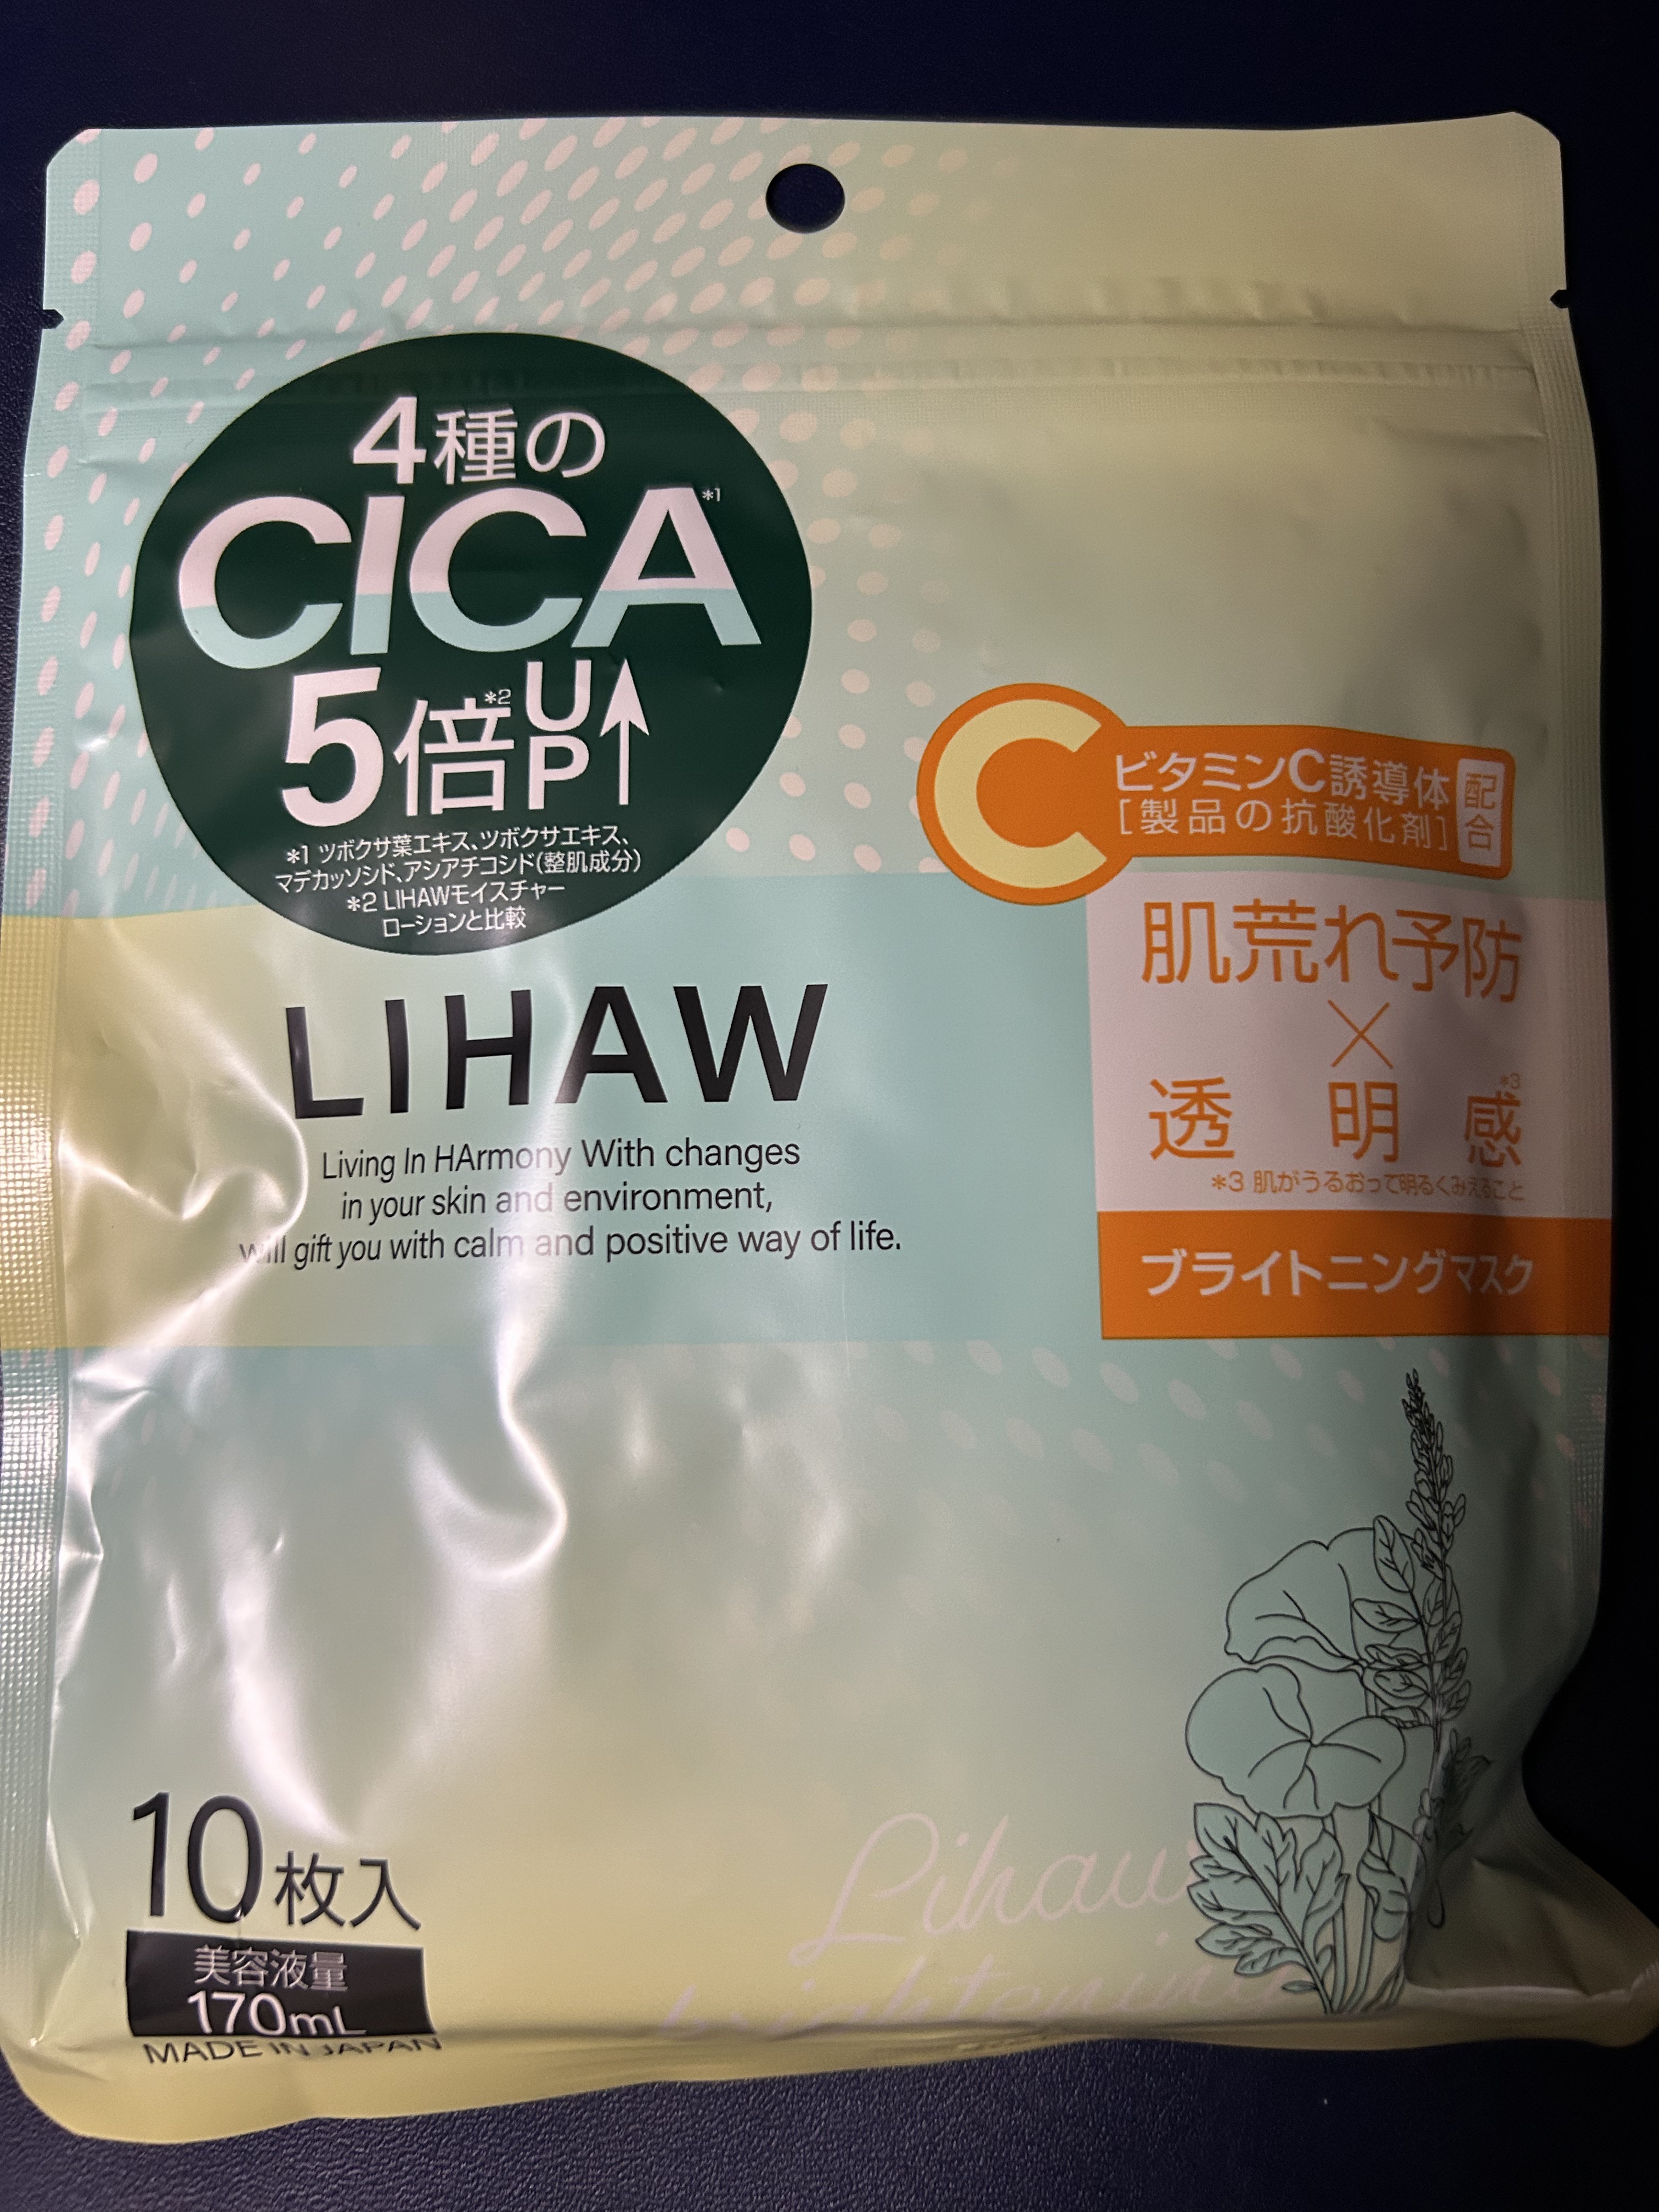 4種の
CICA*1
5倍*2 UP↑
*1 ツボクサ葉エキス、ツボクサエキス、
マデカッソシド、アシアチコシド(整肌成分)
*2 LIHAWモイスチャー
ローションと比較
C
ビタミンC誘導体
[製品の抗酸化剤]
配合
肌荒れ予防
×
透明感*3
*3 肌がうるおって明るくみえること
ブライトニングマスク
LIHAW
Living In HArmony With changes
in your skin and environment,
will gift you with calm and positive way of life.
10枚入
美容液量
170mL
MADE IN JAPAN
Lihaw
brightening